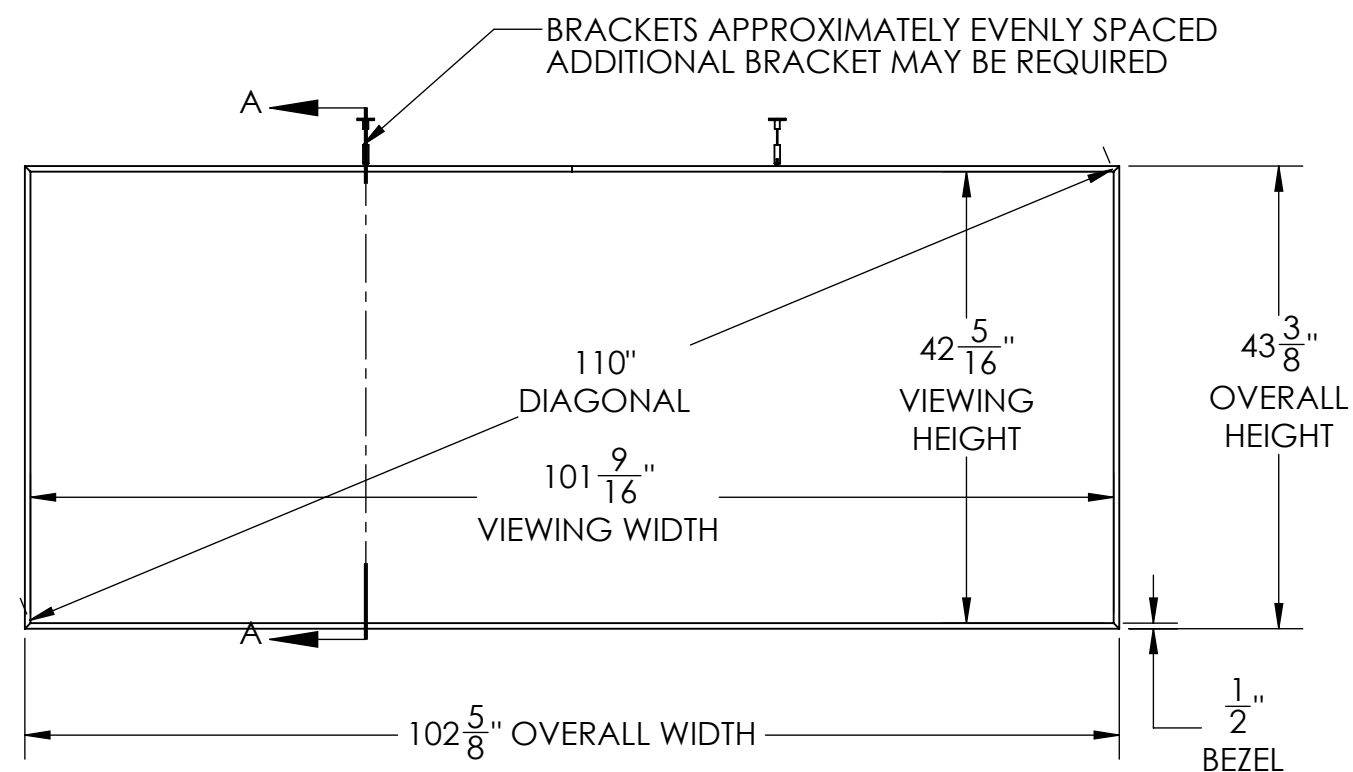 BRACKETS APPROXIMATELY EVENLY SPACED
ADDITIONAL BRACKET MAY BE REQUIRED
A
110"
DIAGONAL
42 5/16"
VIEWING
HEIGHT
43 3/8"
OVERALL
HEIGHT
101 9/16"
VIEWING WIDTH
A
102 5/8" OVERALL WIDTH
1/2"
BEZEL